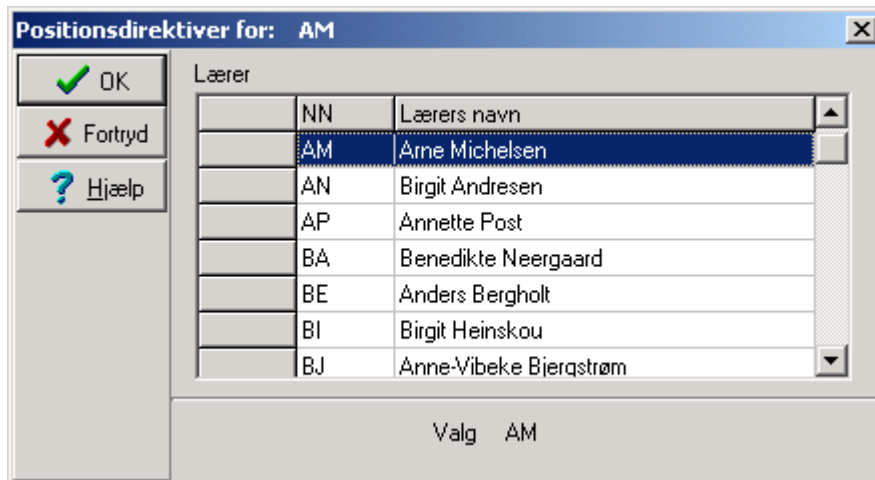 Positionsdirektiver for: AM
OK
Fortryd
Hjælp
Lærer
NN Lærers navn
AM Arne Michelsen
AN Birgit Andresen
AP Annette Post
BA Benedikte Neergaard
BE Anders Bergholt
BI Birgit Heinskou
BJ Anne-Vibeke Bjergstrøm
Valg AM